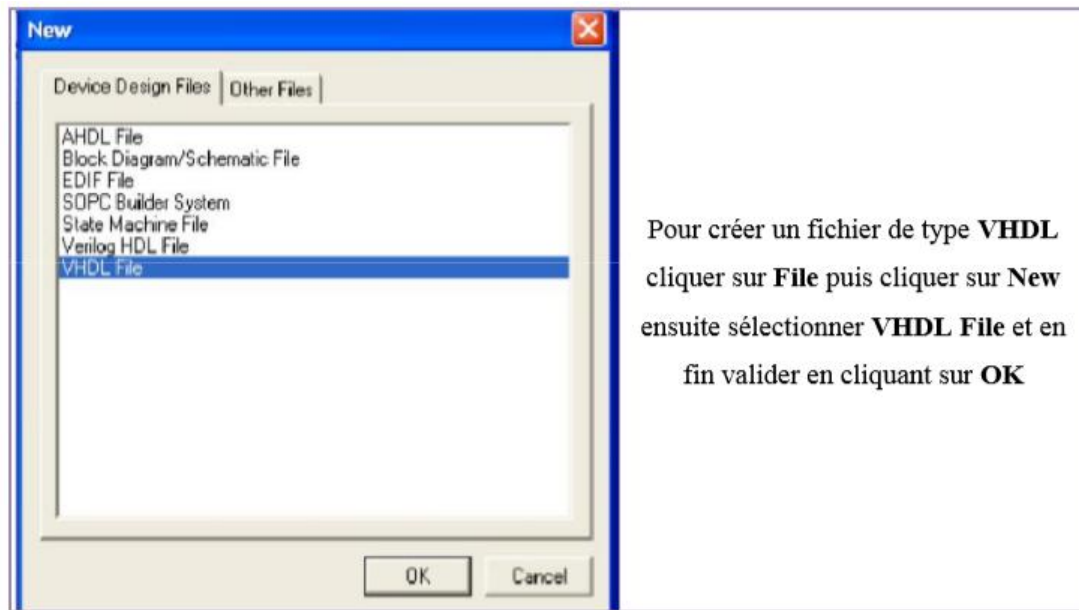 New
Device Design Files
Other Files
AHDL File
Block Diagram/Schematic File
EDIF File
SOPC Builder System
State Machine File
Verilog HDL File
VHDL File
OK
Cancel
Pour créer un fichier de type VHDL
cliquer sur File puis cliquer sur New
ensuite sélectionner VHDL File et en
fin valider en cliquant sur OK